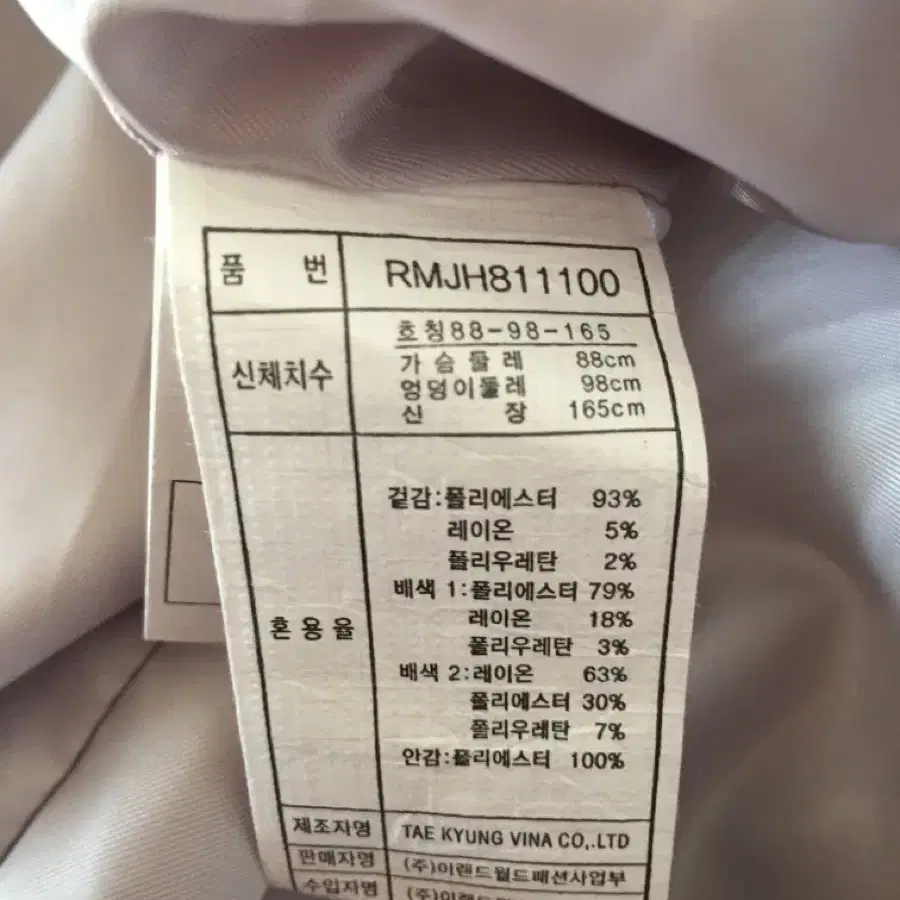 품 번 RMJH811100
신체치수
호칭88-98-165
가슴둘레 88cm
엉덩이둘레 98cm
신 장 165cm
혼용율
겉감:폴리에스터 93%
레이온 5%
폴리우레탄 2%
배색 1:폴리에스터 79%
레이온 18%
폴리우레탄 3%
배색 2:레이온 63%
폴리에스터 30%
폴리우레탄 7%
안감:폴리에스터 100%
제조자명 TAE KYUNG VINA CO,.LTD
판매자명 (주)이랜드월드패션사업부
수입자명 (주)이랜드월